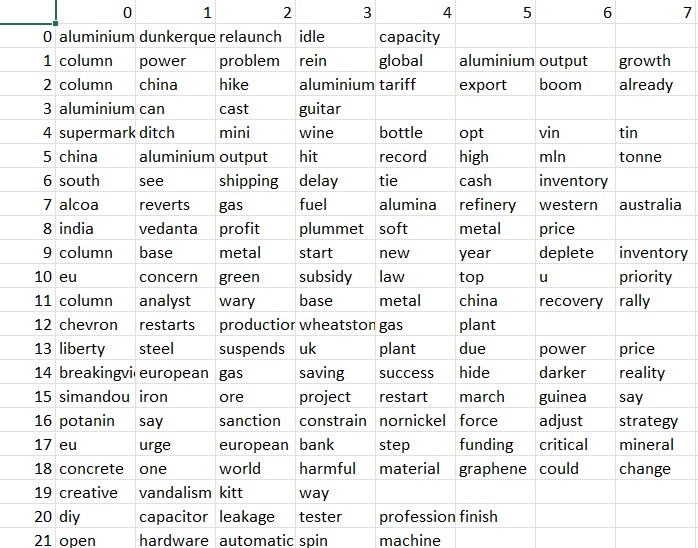 0 1 2 3 4 5 6 7
0 aluminium dunkerque relaunch idle capacity
1 column power problem rein global aluminium output growth
2 column china hike aluminium tariff export boom already
3 aluminium can cast guitar
4 supermark ditch mini wine bottle opt vin tin
5 china aluminium output hit record high mln tonne
6 south see shipping delay tie cash inventory
7 alcoa reverts gas fuel alumina refinery western australia
8 india vedanta profit plummet soft metal price
9 column base metal start new year deplete inventory
10 eu concern green subsidy law top u priority
11 column analyst wary base metal china recovery rally
12 chevron restarts production wheatston gas plant
13 liberty steel suspends uk plant due power price
14 breakingvi european gas saving success hide darker reality
15 simandou iron ore project restart march guinea say
16 potanin say sanction constrain nornickel force adjust strategy
17 eu urge european bank step funding critical mineral
18 concrete one world harmful material graphene could change
19 creative vandalism kitt way
20 diy capacitor leakage tester profession finish
21 open hardware automatic spin machine